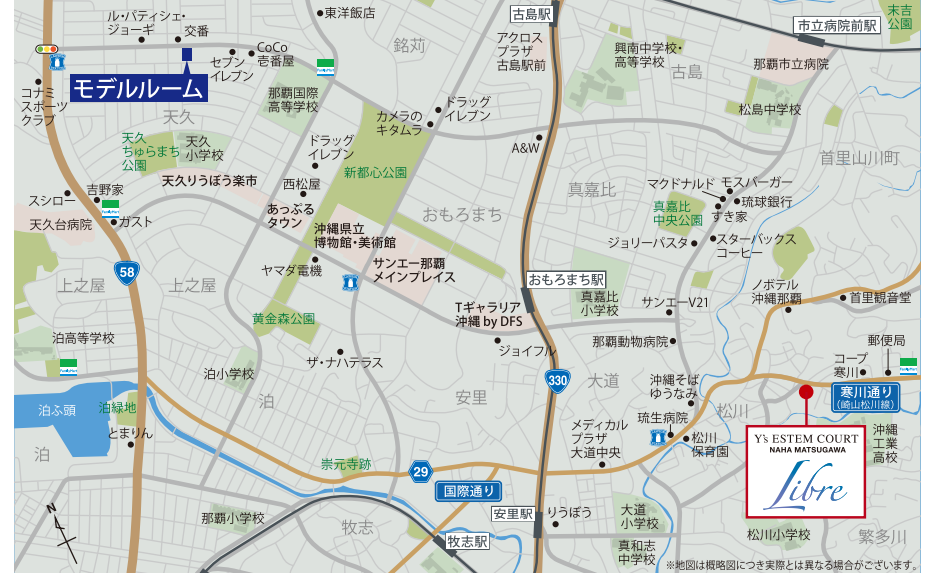 ル・パティシェ・
ジョーギ
交番
東洋飯店
古島駅
末吉
公園
市立病院前駅
銘苅
アクロス
プラザ
古島駅前
興南中学校・
高等学校
古島
那覇市立病院
セブン
イレブン
CoCo
壱番屋
FamilyMart
モデルルーム
コナミ
スポーツ
クラブ
天久
那覇国際
高等学校
カメラの
キタムラ
ドラッグ
イレブン
松島中学校
天久
ちゅらまち
公園
天久
小学校
ドラッグ
イレブン
A&W
首里山川町
天久りうぼう楽市
西松屋
新都心公園
真嘉比
マクドナルド
モスバーガー
琉球銀行
すき家
スシロー
吉野家
FamilyMart
ガスト
天久台病院
あっぷる
タウン
沖縄県立
博物館・美術館
おもろまち
真嘉比
中央公園
ジョリーパスタ
スターバックス
コーヒー
58
上之屋
上之屋
ヤマダ電機
サンエー那覇
メインプレイス
おもろまち駅
Tギャラリア
沖縄 by DFS
真嘉比
小学校
サンエーV21
ノボテル
沖縄那覇
首里観音堂
黄金森公園
泊高等学校
ジョイフル
那覇動物病院
郵便局
FamilyMart
ザ・ナハテラス
泊小学校
330
大道
コープ
寒川
FamilyMart
泊ふ頭
泊緑地
泊
安里
沖縄そば
ゆうなみ
松川
寒川通り
(崎山松川線)
とまりん
メディカル
プラザ
大道中央
琉生病院
松川
保育園
沖縄
工業
高校
泊
崇元寺跡
29
国際通り
Y's ESTEM COURT
NAHA MATSUGAWA
Libre
N
那覇小学校
牧志
牧志駅
安里駅
りうぼう
大道
小学校
真和志
中学校
松川小学校
繁多川
※地図は概略図につき実際とは異なる場合がございます。